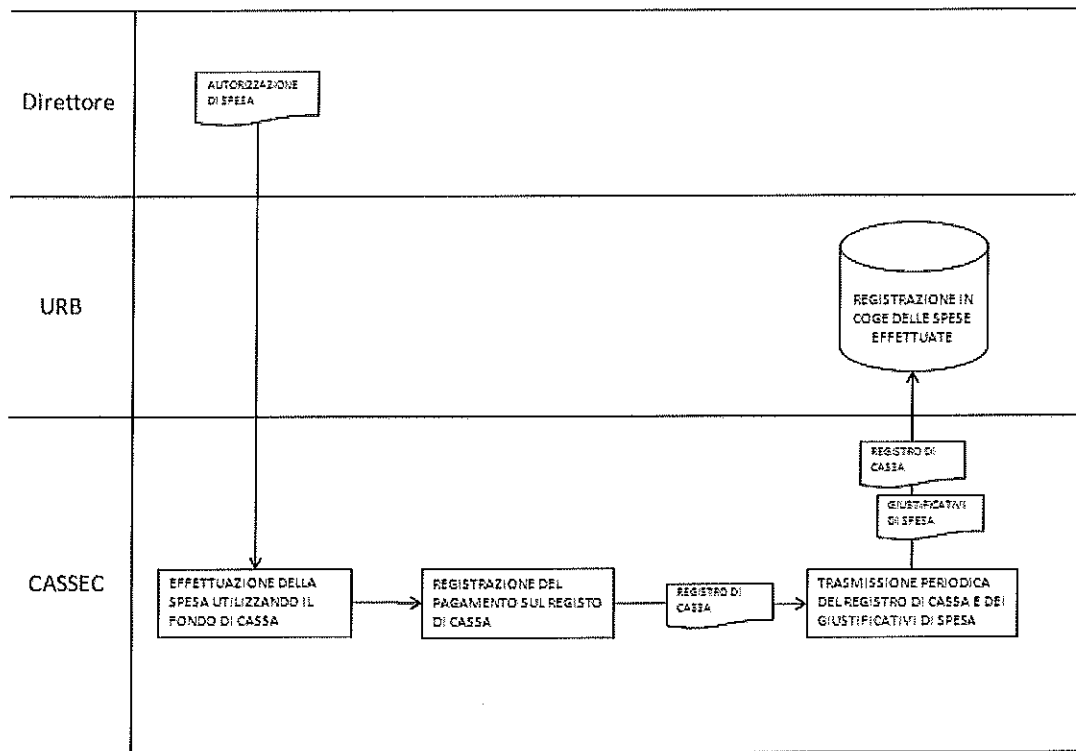 Direttore
AUTORIZZAZIONE
DI SPESA
URB
REGISTRAZIONE IN
COGE DELLE SPESE
EFFETTUATE
CASSEC
REGISTRO DI
CASSA
GIUSTIFICATIVI
DI SPESA
EFFETTUAZIONE DELLA
SPESA UTILIZZANDO IL
FONDO DI CASSA
REGISTRAZIONE DEL
PAGAMENTO SUL REGISTO
DI CASSA
REGISTRO DI
CASSA
TRASMISSIONE PERIODICA
DEL REGISTRO DI CASSA E DEI
GIUSTIFICATIVI DI SPESA